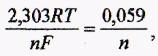 2,303RT / nF = 0,059 / n ,